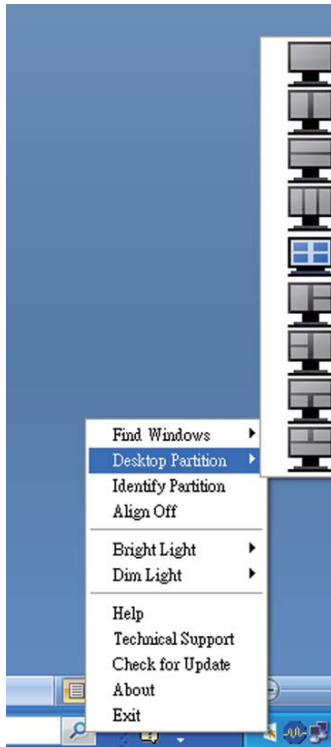 Find Windows
Desktop Partition
Identify Partition
Align Off
Bright Light
Dim Light
Help
Technical Support
Check for Update
About
Exit